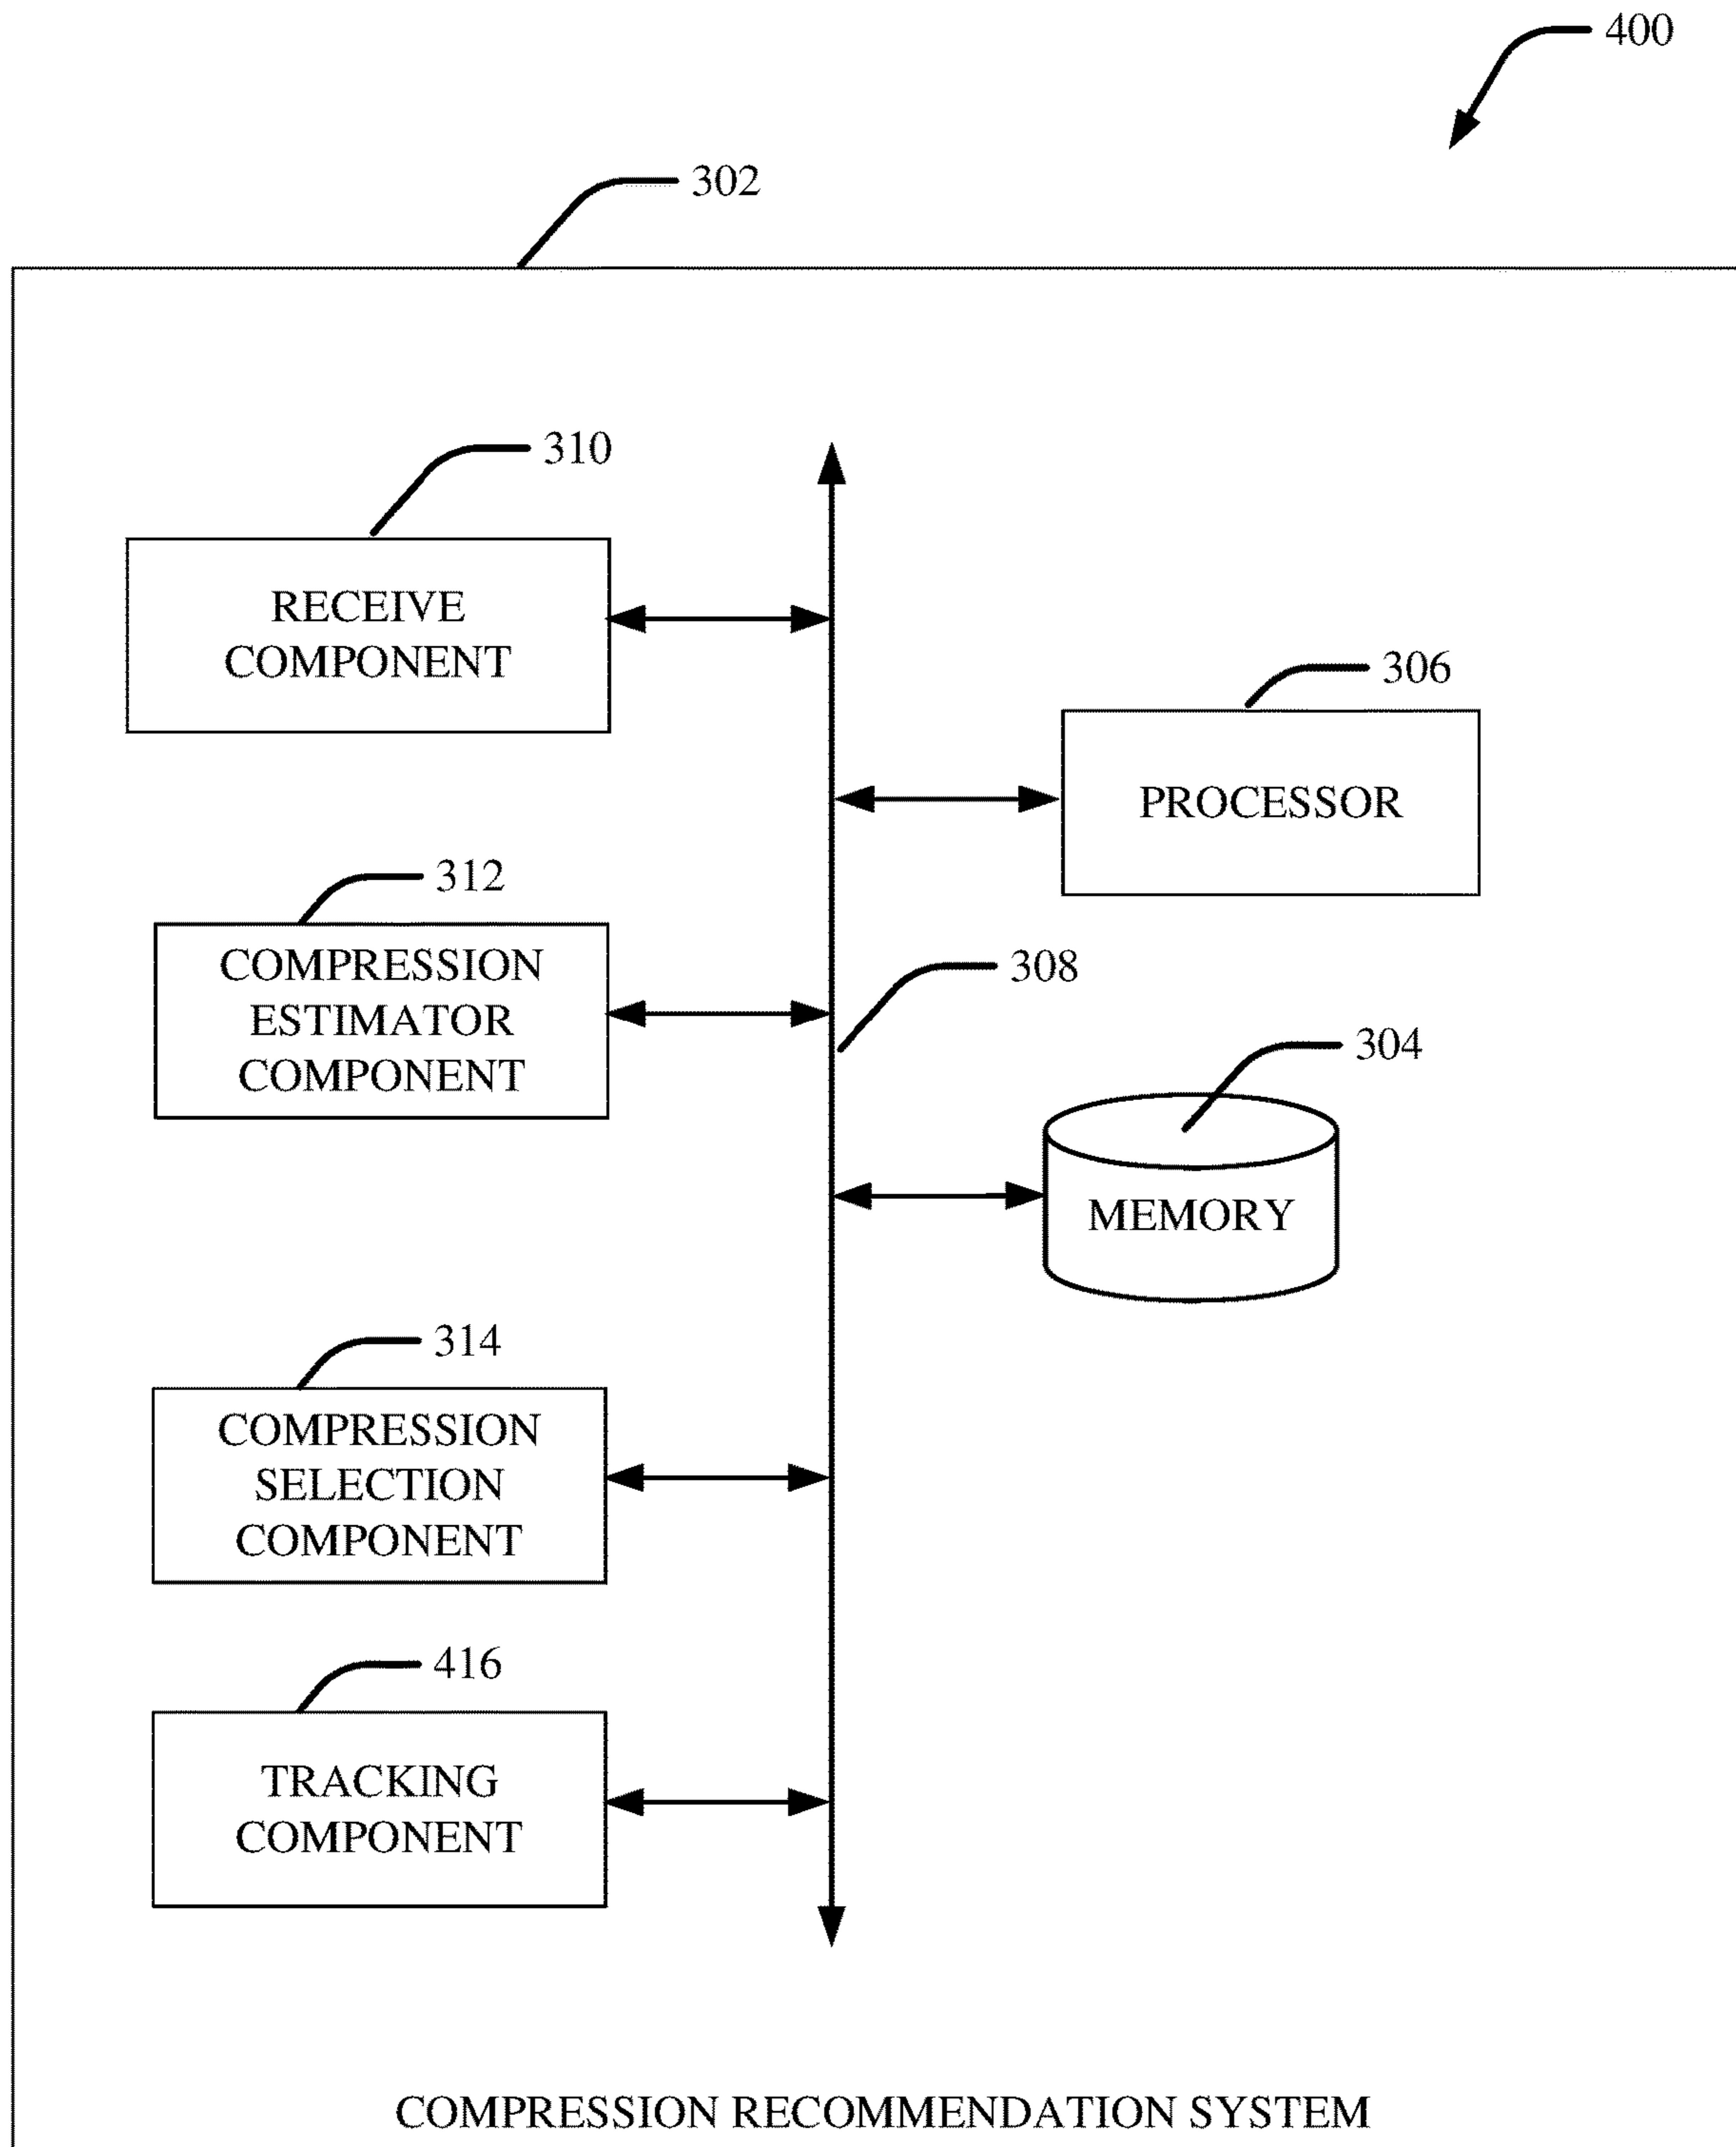 400
302
310
RECEIVE
COMPONENT
306
PROCESSOR
312
COMPRESSION
ESTIMATOR
COMPONENT
308
304
MEMORY
314
COMPRESSION
SELECTION
COMPONENT
416
TRACKING
COMPONENT
COMPRESSION RECOMMENDATION SYSTEM